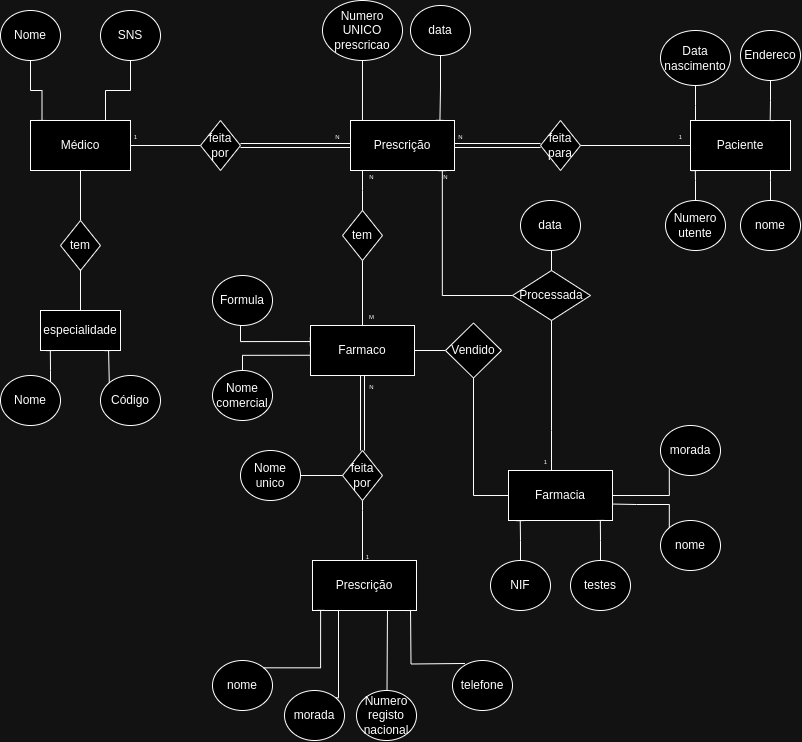 Nome
SNS
Numero
UNICO
prescricao
data
Data
nascimento
Endereco
Médico
1
feita
por
N
Prescrição
N
feita
para
1
Paciente
N
N
Numero
utente
nome
tem
tem
data
Formula
Processada
M
especialidade
Farmaco
Vendido
Nome
Código
Nome
comercial
N
Nome
unico
feita
por
morada
1
Farmacia
nome
1
Prescrição
NIF
testes
nome
morada
Numero
registo
nacional
telefone